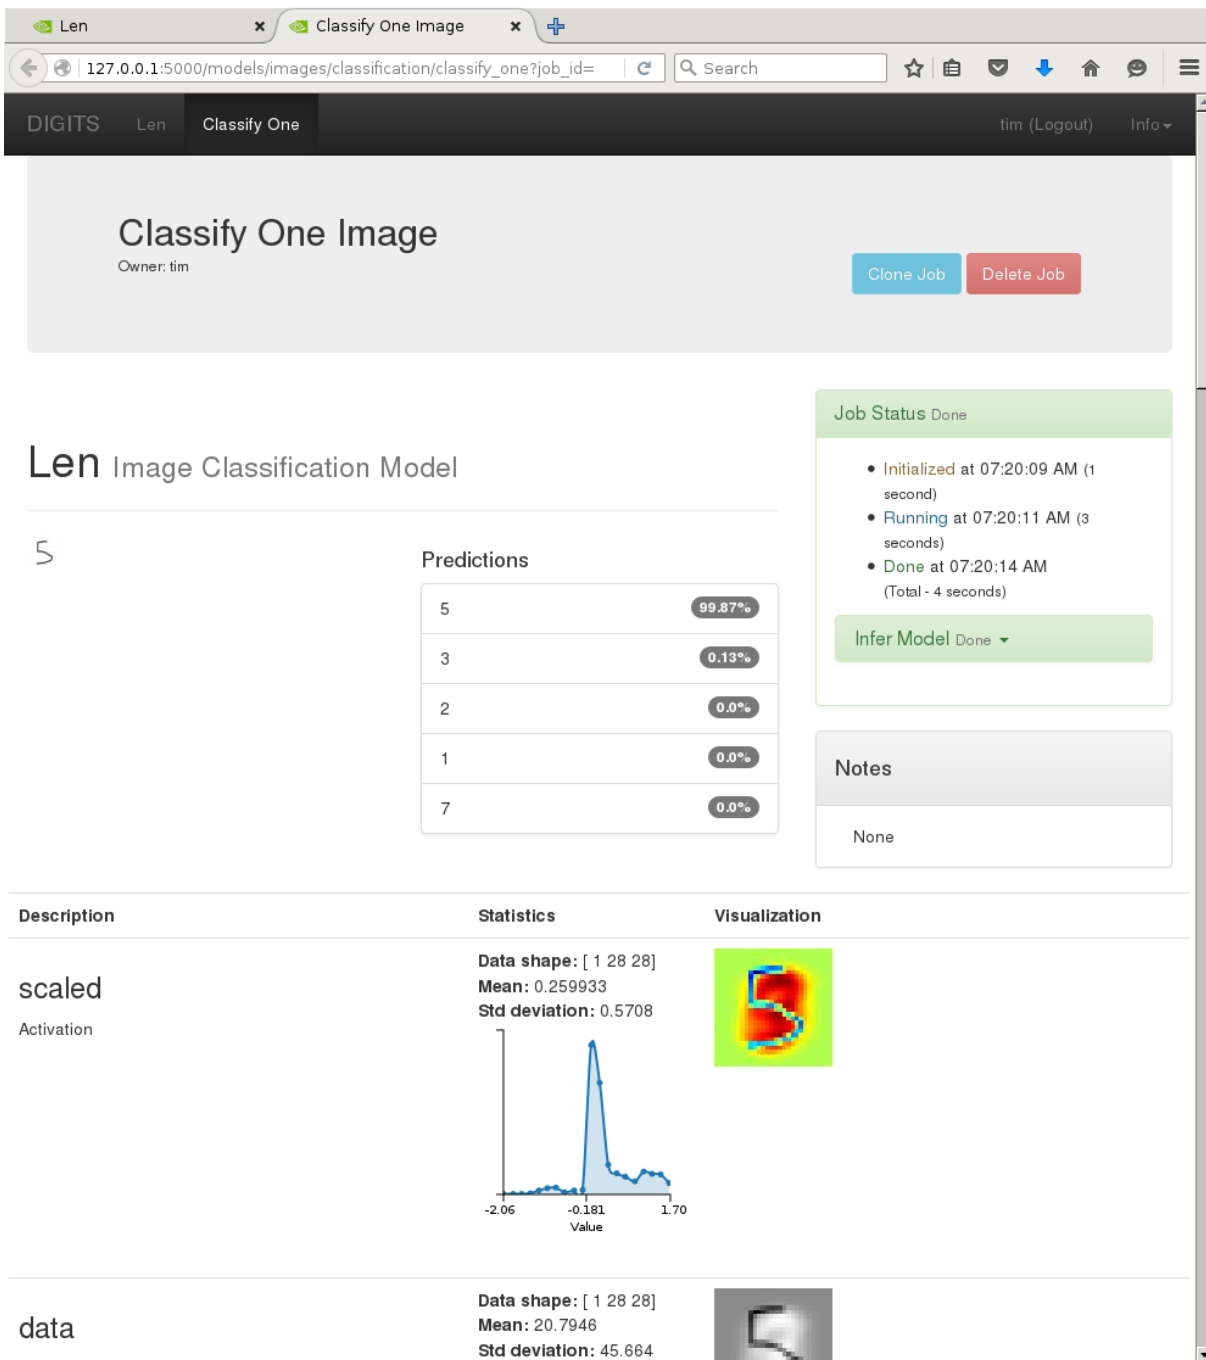 Len
Classify One Image
127.0.0.1:5000/models/images/classification/classify_one?job_id=
Search
DIGITS Len Classify One tim (Logout) Info
Classify One Image
Owner: tim
Clone Job Delete Job
Len Image Classification Model
5
Predictions
5 99.87%
3 0.13%
2 0.0%
1 0.0%
7 0.0%
Job Status Done
Initialized at 07:20:09 AM (1
second)
Running at 07:20:11 AM (3
seconds)
Done at 07:20:14 AM
(Total - 4 seconds)
Infer Model Done
Notes
None
Description Statistics Visualization
scaled
Activation
Data shape: [ 1 28 28]
Mean: 0.259933
Std deviation: 0.5708
-2.06 -0.181 1.70
Value
data
Data shape: [ 1 28 28]
Mean: 20.7946
Std deviation: 45.664